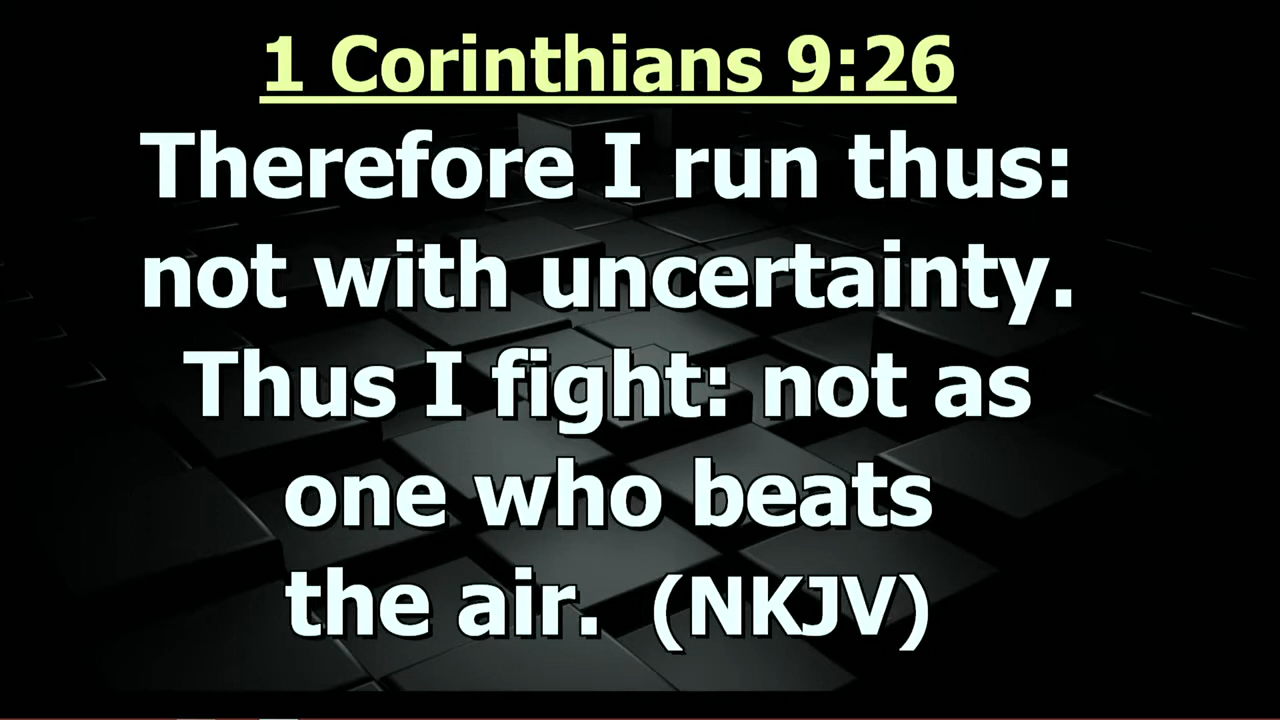 1 Corinthians 9:26
Therefore I run thus:
not with uncertainty.
Thus I fight: not as
one who beats
the air. (NKJV)